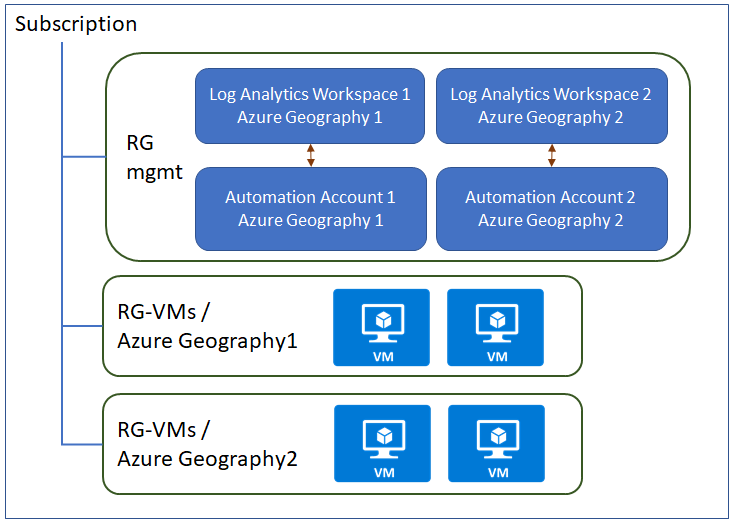 Subscription
RG
mgmt
Log Analytics Workspace 1
Azure Geography 1
Log Analytics Workspace 2
Azure Geography 2
Automation Account 1
Azure Geography 1
Automation Account 2
Azure Geography 2
RG-VMs /
Azure Geography1
VM
VM
RG-VMs /
Azure Geography2
VM
VM